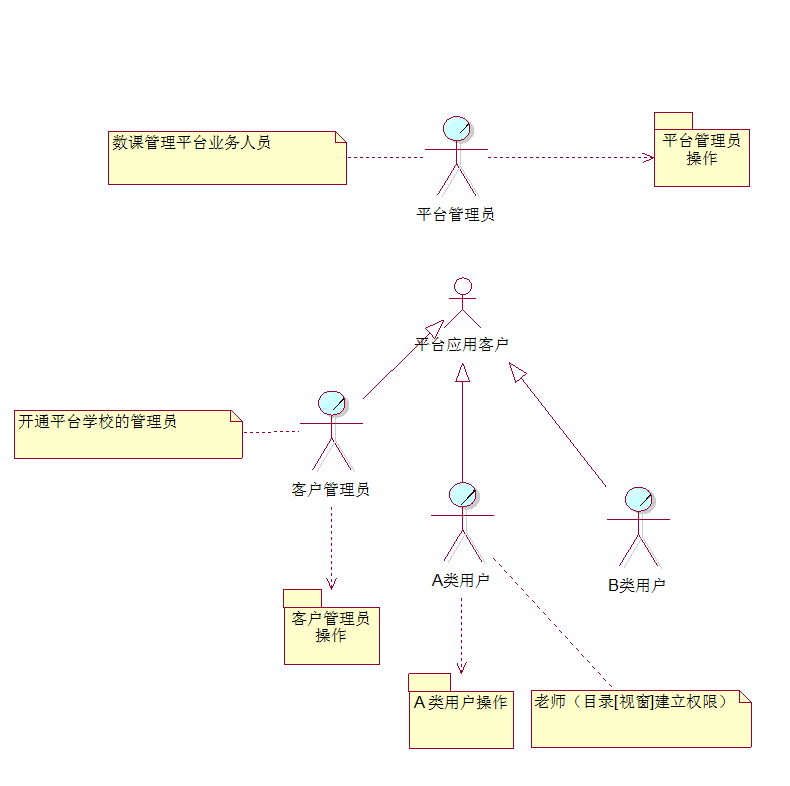 数课管理平台业务人员
平台管理员
操作
平台管理员
平台应用客户
开通平台学校的管理员
客户管理员
A类用户
B类用户
客户管理员
操作
A 类用户操作
老师（目录[视窗]建立权限）